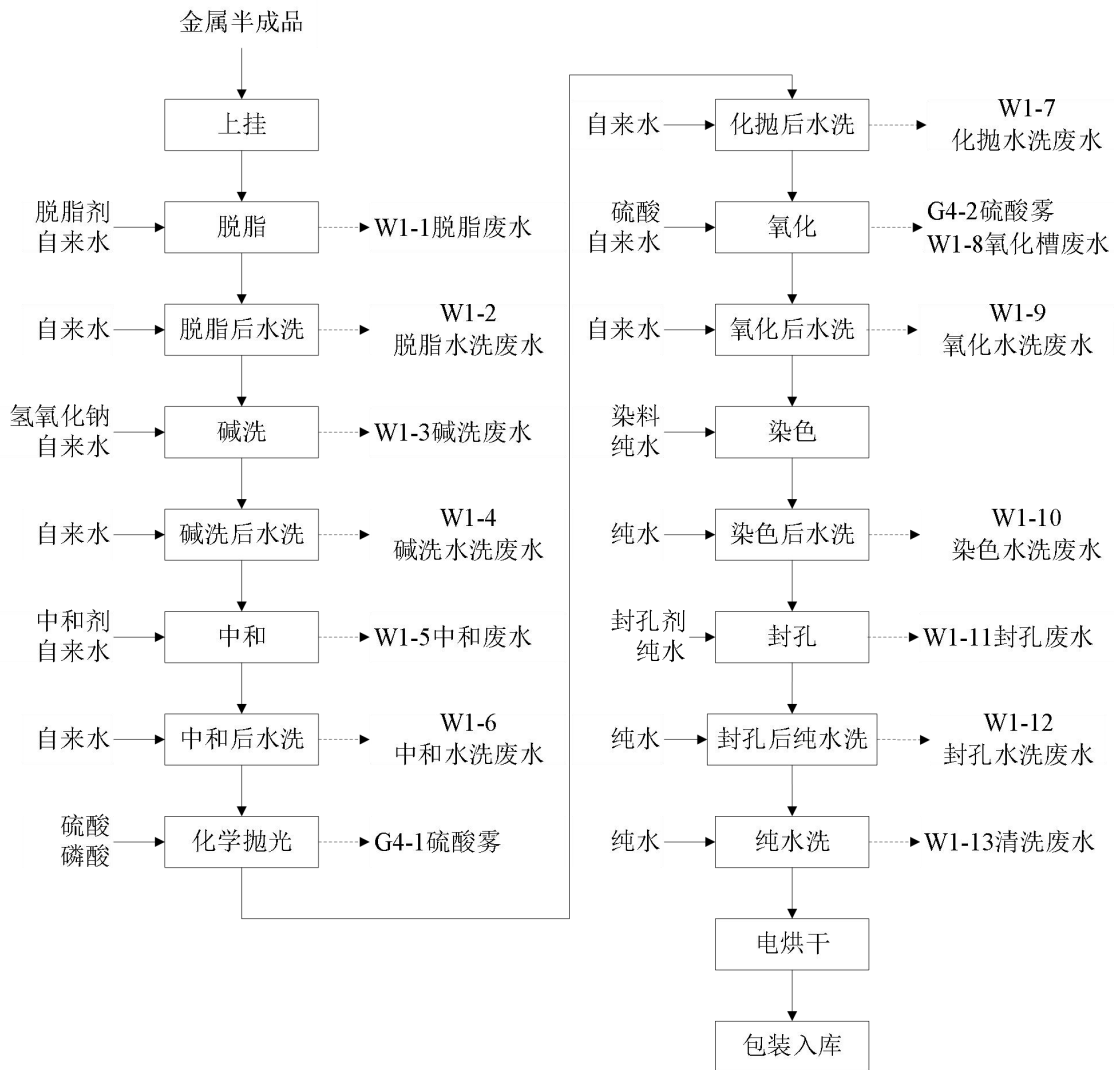 金属半成品
上挂
脱脂剂
自来水
脱脂
W1-1脱脂废水
自来水
脱脂后水洗
W1-2
脱脂水洗废水
氢氧化钠
自来水
碱洗
W1-3碱洗废水
自来水
碱洗后水洗
W1-4
碱洗水洗废水
中和剂
自来水
中和
W1-5中和废水
自来水
中和后水洗
W1-6
中和水洗废水
硫酸
磷酸
化学抛光
G4-1硫酸雾
自来水
化抛后水洗
W1-7
化抛水洗废水
硫酸
自来水
氧化
G4-2硫酸雾
W1-8氧化槽废水
自来水
氧化后水洗
W1-9
氧化水洗废水
染料
纯水
染色
纯水
染色后水洗
W1-10
染色水洗废水
封孔剂
纯水
封孔
W1-11封孔废水
纯水
封孔后纯水洗
W1-12
封孔水洗废水
纯水
纯水洗
W1-13清洗废水
电烘干
包装入库